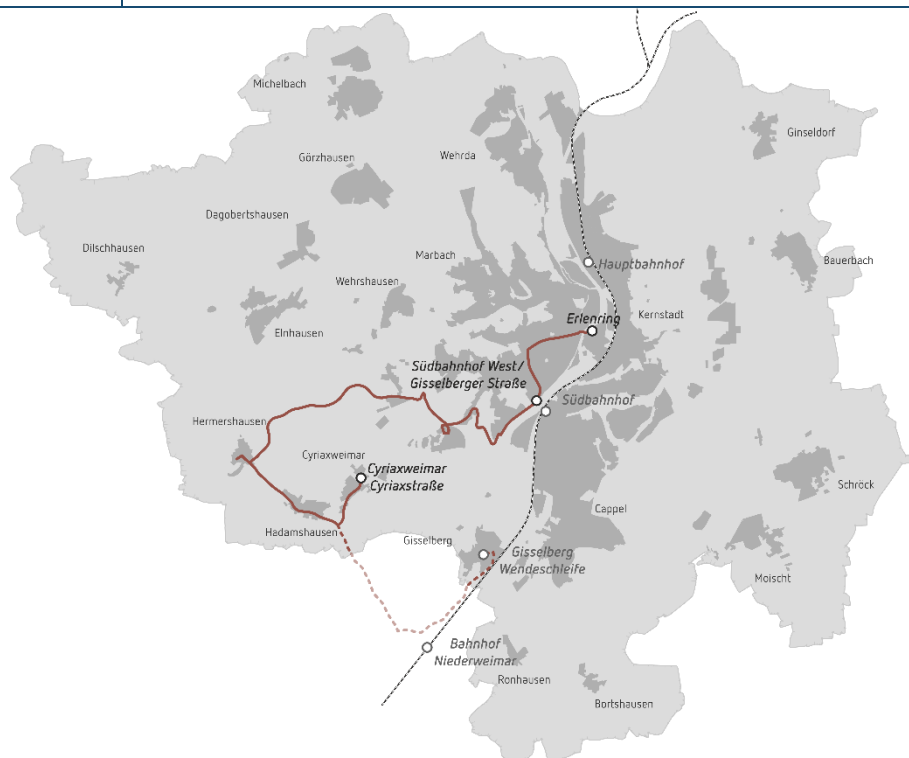 Michelbach
Ginseldorf
Görzhausen
Wehrda
Dagobertshausen
Dilschhausen
Marbach
Bauerbach
Hauptbahnhof
Wehrshausen
Elnhausen
Erlenring
Kernstadt
Südbahnhof West/
Gisselberger Straße
Südbahnhof
Hermershausen
Cyriaxweimar
Cyriaxweimar
Cyriaxstraße
Schröck
Cappel
Hadamshausen
Gisselberg
Gisselberg
Wendeschleife
Moischt
Bahnhof
Niederweimar
Ronhausen
Bortshausen